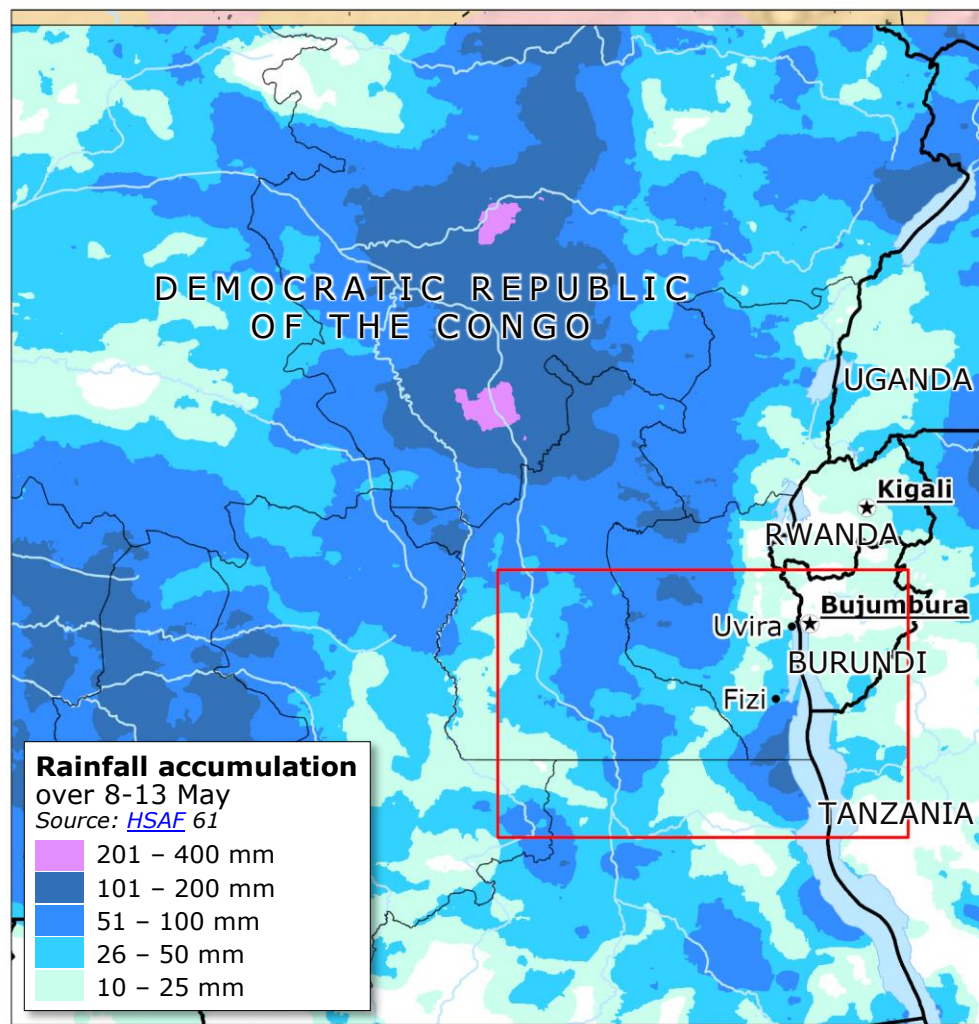 DEMOCRATIC REPUBLIC
OF THE CONGO
UGANDA
Kigali
RWANDA
Bujumbura
Uvira
BURUNDI
Fizi
TANZANIA
Rainfall accumulation
over 8-13 May
Source: HSAF 61
201 – 400 mm
101 – 200 mm
51 – 100 mm
26 – 50 mm
10 – 25 mm